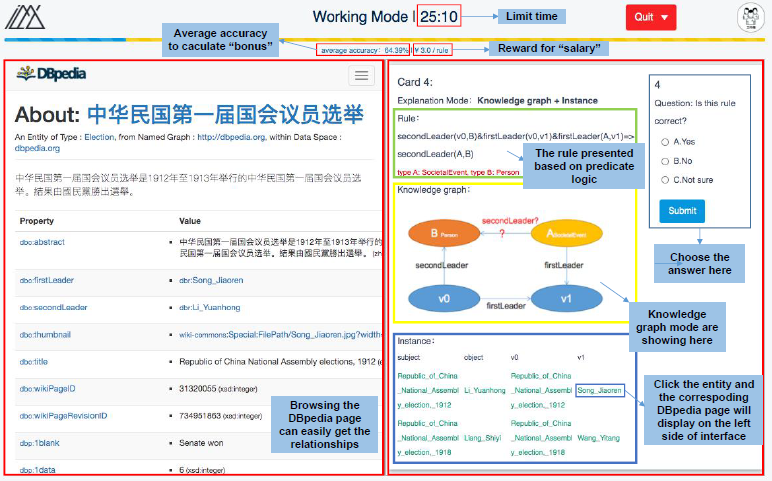 Working Mode | 25:10
Limit time
Quit
Average accuracy
to caculate “bonus”
average accuracy: 64.39% | ¥ 3.0 / rule
Reward for “salary”
DBpedia
About: 中华民国第一届国会议员选举
An Entity of Type : Election, from Named Graph : http://dbpedia.org, within Data Space :
dbpedia.org
中华民国第一届国会议员选举是1912年至1913年举行的中华民国第一届国会议员选
举。結果由國民黨勝出選舉。
Property
Value
dbo:abstract
中华民国第一届国会议员选举是1912年至1913年举行的
民国第一届国会议员选举。結果由國民黨勝出選舉。
dbo:firstLeader
dbr:Song_Jiaoren
dbo:secondLeader
dbr:Li_Yuanhong
dbo:thumbnail
wiki-commons:Special:FilePath/Song_Jiaoren.jpg?width=
dbo:title
Republic of China National Assembly elections, 1912
dbo:wikiPageID
31320055 (xsd:integer)
dbo:wikiPageRevisionID
734951863 (xsd:integer)
dbp:1blank
Senate won
dbp:1data
6 (xsd:integer)
Browsing the
DBpedia page
can easily get the
relationships
Card 4:
Explanation Mode: Knowledge graph + Instance
Rule:
secondLeader(v0,B)&firstLeader(v0,v1)&firstLeader(A,v1)=>
secondLeader(A,B)
type A: SocietalEvent, type B: Person
The rule presented
based on predicate
logic
Knowledge graph:
secondLeader?
?
B Person
A SocietalEvent
secondLeader
firstLeader
v0
firstLeader
v1
Instance:
subject object v0 v1
Republic_of_China Republic_of_China
_National_Assembl Li_Yuanhong _National_Assembl Song_Jiaoren
y_election,_1912 y_election,_1912
Republic_of_China Republic_of_China
_National_Assembl Liang_Shiyi _National_Assembl Wang_Yitang
y_election,_1918 y_election,_1918
4
Question: Is this rule
correct?
A.Yes
B.No
C.Not sure
Submit
Choose the
answer here
Knowledge
graph mode are
showing here
Click the entity and
the correspoding
DBpedia page will
display on the left
side of interface